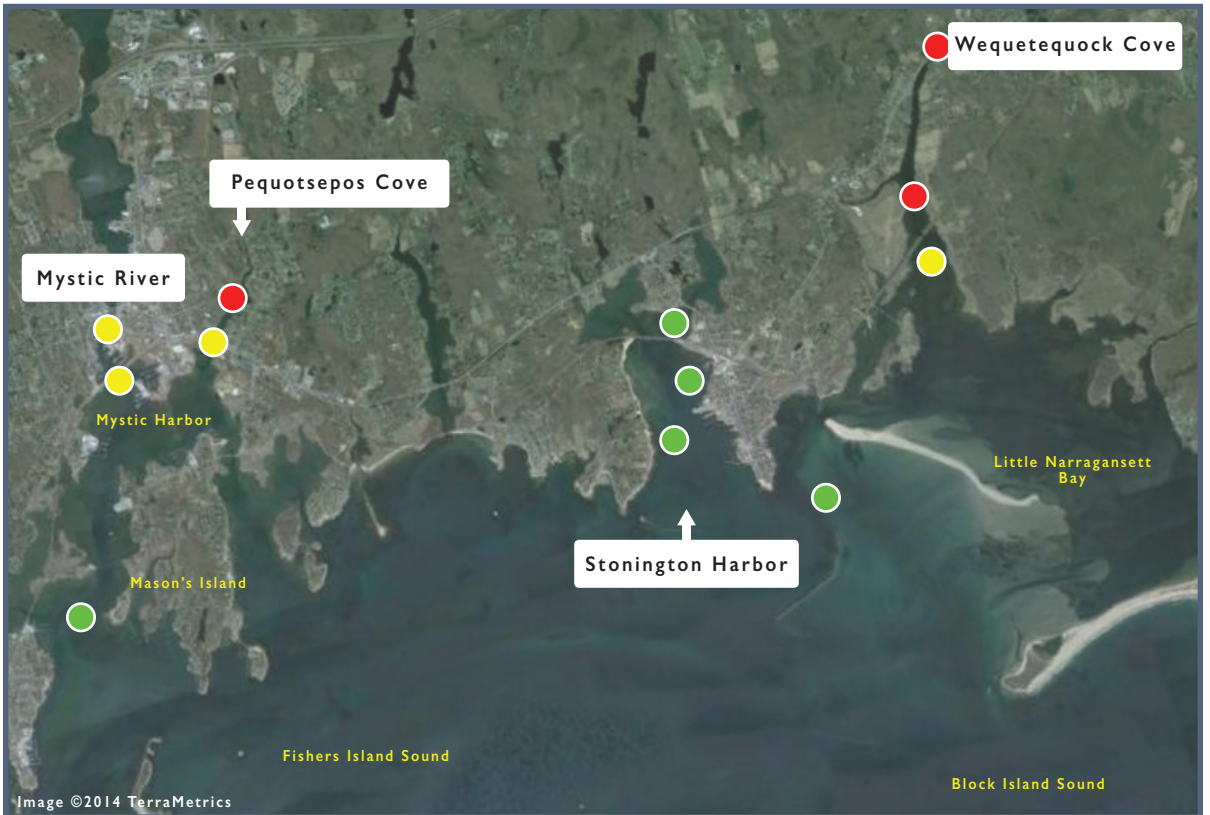 Wequetequock Cove
Pequotsepos Cove
Mystic River
Mystic Harbor
Little Narragansett
Bay
Stonington Harbor
Mason's Island
Fishers Island Sound
Block Island Sound
Image ©2014 TerraMetrics